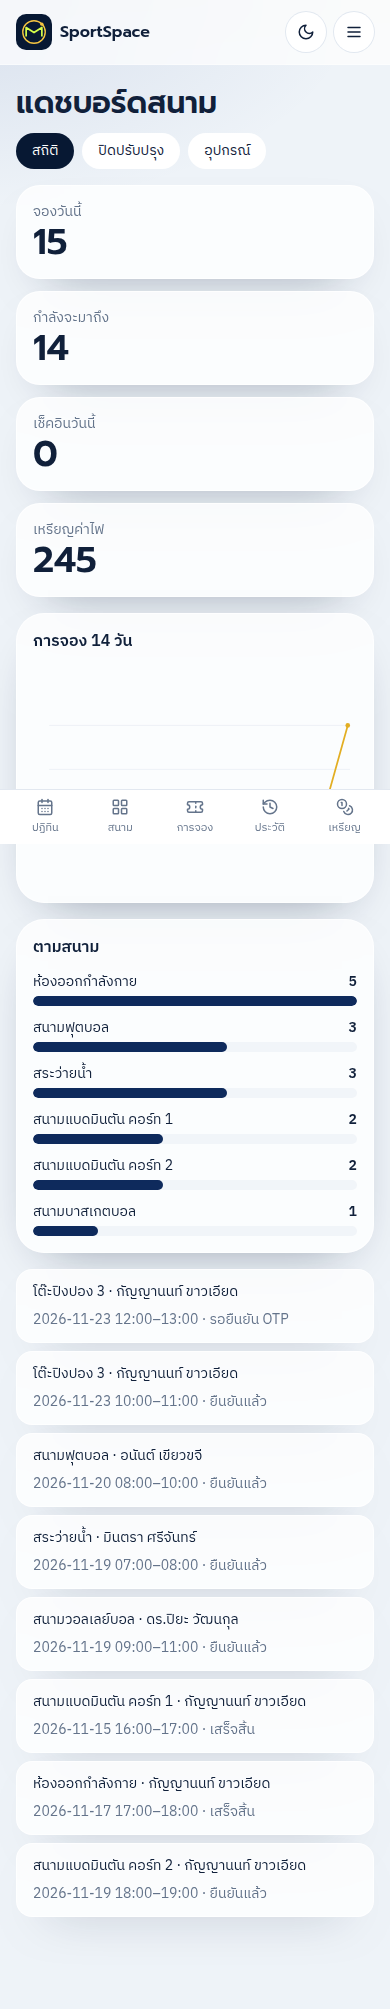 SportSpace
แดชบอร์ดสนาม
สถิติ
ปิดปรับปรุง
อุปกรณ์
จองวันนี้
15
กำลังจะมาถึง
14
เช็คอินวันนี้
0
เหรียญค่าไฟ
245
การจอง 14 วัน
ปฏิทิน
สนาม
การจอง
ประวัติ
เหรียญ
ตามสนาม
ห้องออกกำลังกาย 5
สนามฟุตบอล 3
สระว่ายน้ำ 3
สนามแบดมินตัน คอร์ท 1 2
สนามแบดมินตัน คอร์ท 2 2
สนามบาสเกตบอล 1
โต๊ะปิงปอง 3 · กัญญานนท์ ขาวเอียด
2026-11-23 12:00–13:00 · รอยืนยัน OTP
โต๊ะปิงปอง 3 · กัญญานนท์ ขาวเอียด
2026-11-23 10:00–11:00 · ยืนยันแล้ว
สนามฟุตบอล · อนันต์ เขียวขจี
2026-11-20 08:00–10:00 · ยืนยันแล้ว
สระว่ายน้ำ · มินตรา ศรีจันทร์
2026-11-19 07:00–08:00 · ยืนยันแล้ว
สนามวอลเลย์บอล · ดร.ปิยะ วัฒนกุล
2026-11-19 09:00–11:00 · ยืนยันแล้ว
สนามแบดมินตัน คอร์ท 1 · กัญญานนท์ ขาวเอียด
2026-11-15 16:00–17:00 · เสร็จสิ้น
ห้องออกกำลังกาย · กัญญานนท์ ขาวเอียด
2026-11-17 17:00–18:00 · เสร็จสิ้น
สนามแบดมินตัน คอร์ท 2 · กัญญานนท์ ขาวเอียด
2026-11-19 18:00–19:00 · ยืนยันแล้ว